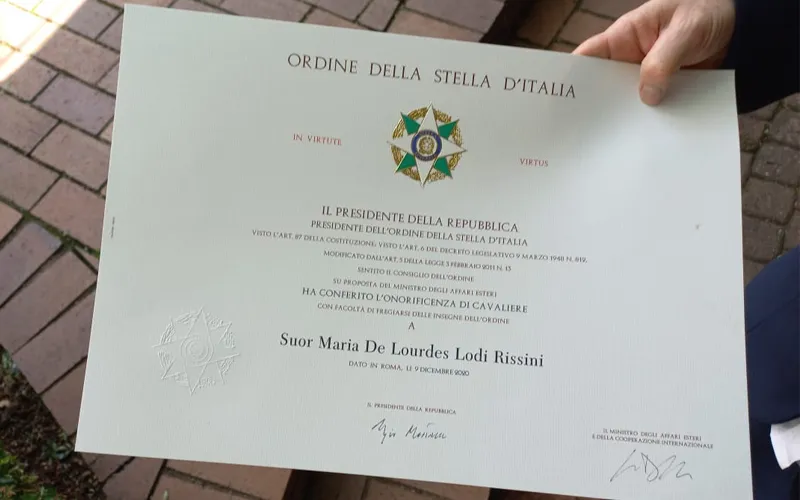 ORDINE DELLA STELLA D'ITALIA
IN VIRTUTE
VIRTUS
IL PRESIDENTE DELLA REPUBBLICA
PRESIDENTE DELL'ORDINE DELLA STELLA D'ITALIA
VISTO L'ART. 87 DELLA COSTITUZIONE; VISTO L'ART. 6 DEL DECRETO LEGISLATIVO 9 MARZO 1948 N. 812,
MODIFICATO DALL'ART. 5 DELLA LEGGE 3 FEBBRAIO 2011 N. 13
SENTITO IL CONSIGLIO DELL'ORDINE
SU PROPOSTA DEL MINISTRO DEGLI AFFARI ESTERI
HA CONFERITO L'ONORIFICENZA DI CAVALIERE
CON FACOLTÀ DI FREGIARSI DELLE INSEGNE DELL'ORDINE
A
Suor Maria De Lourdes Lodi Rissini
DATO IN ROMA, LI 9 DICEMBRE 2020
IL PRESIDENTE DELLA REPUBBLICA
IL MINISTRO DEGLI AFFARI ESTERI
E DELLA COOPERAZIONE INTERNAZIONALE